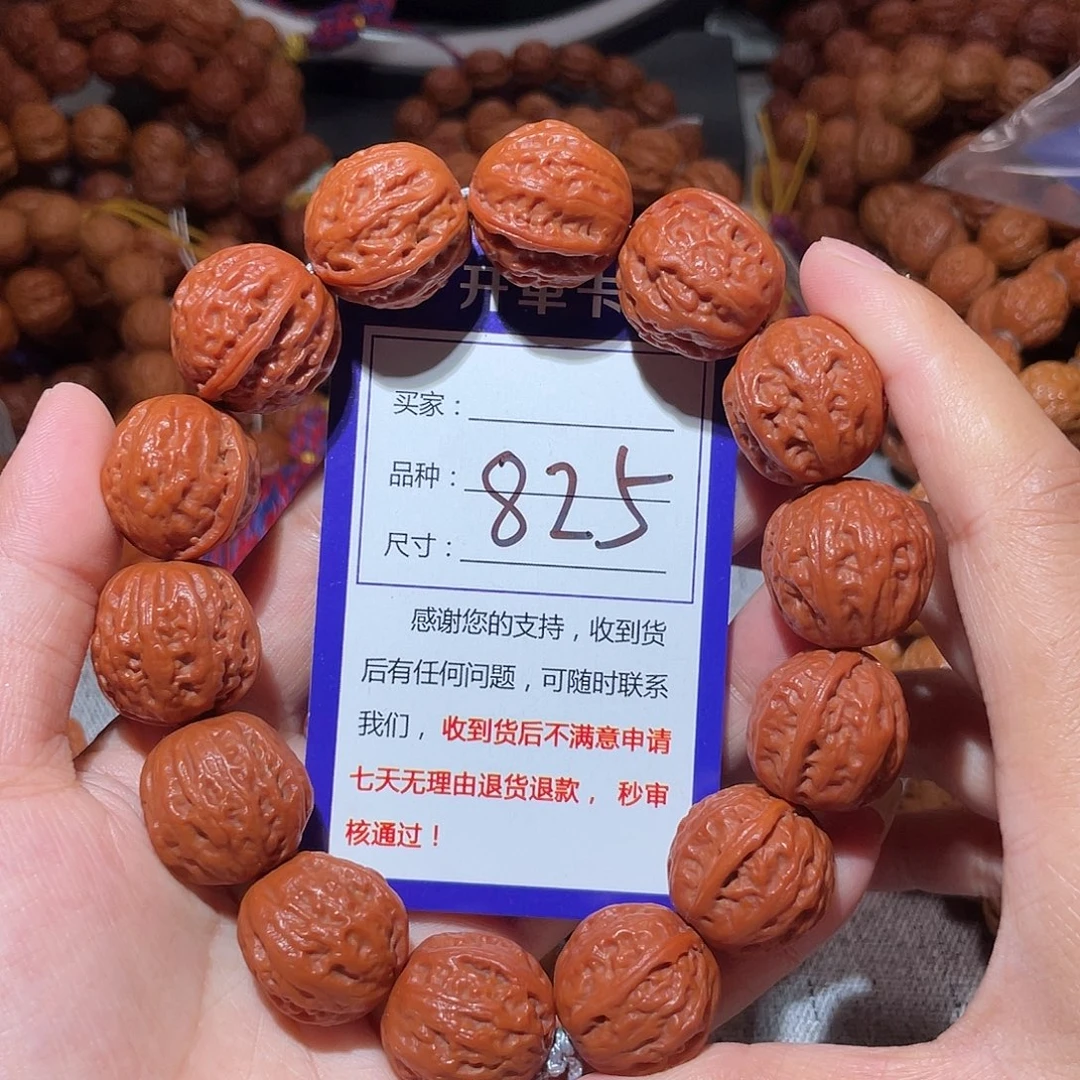 开单卡
买家：
品种：
825
尺寸：
感谢您的支持，收到货
后有任何问题，可随时联系
我们，收到货后不满意申请
七天无理由退货退款， 秒审
核通过！